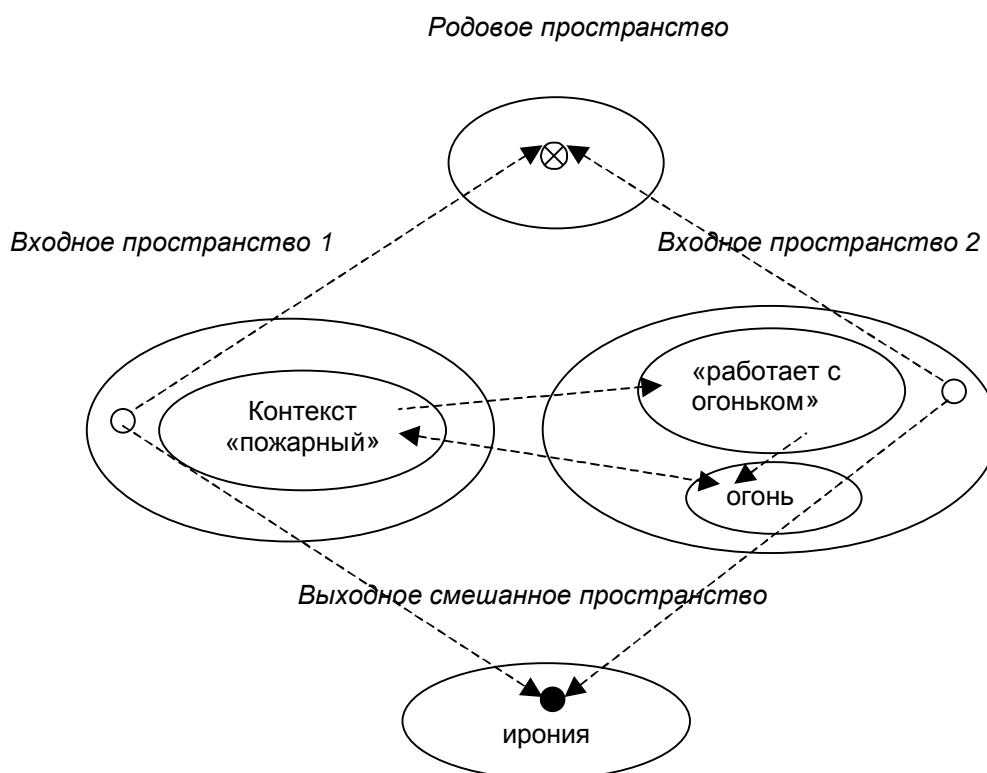 Родовое пространство
Входное пространство 1
Входное пространство 2
Контекст
«пожарный»
«работает с
огоньком»
огонь
Выходное смешанное пространство
ирония